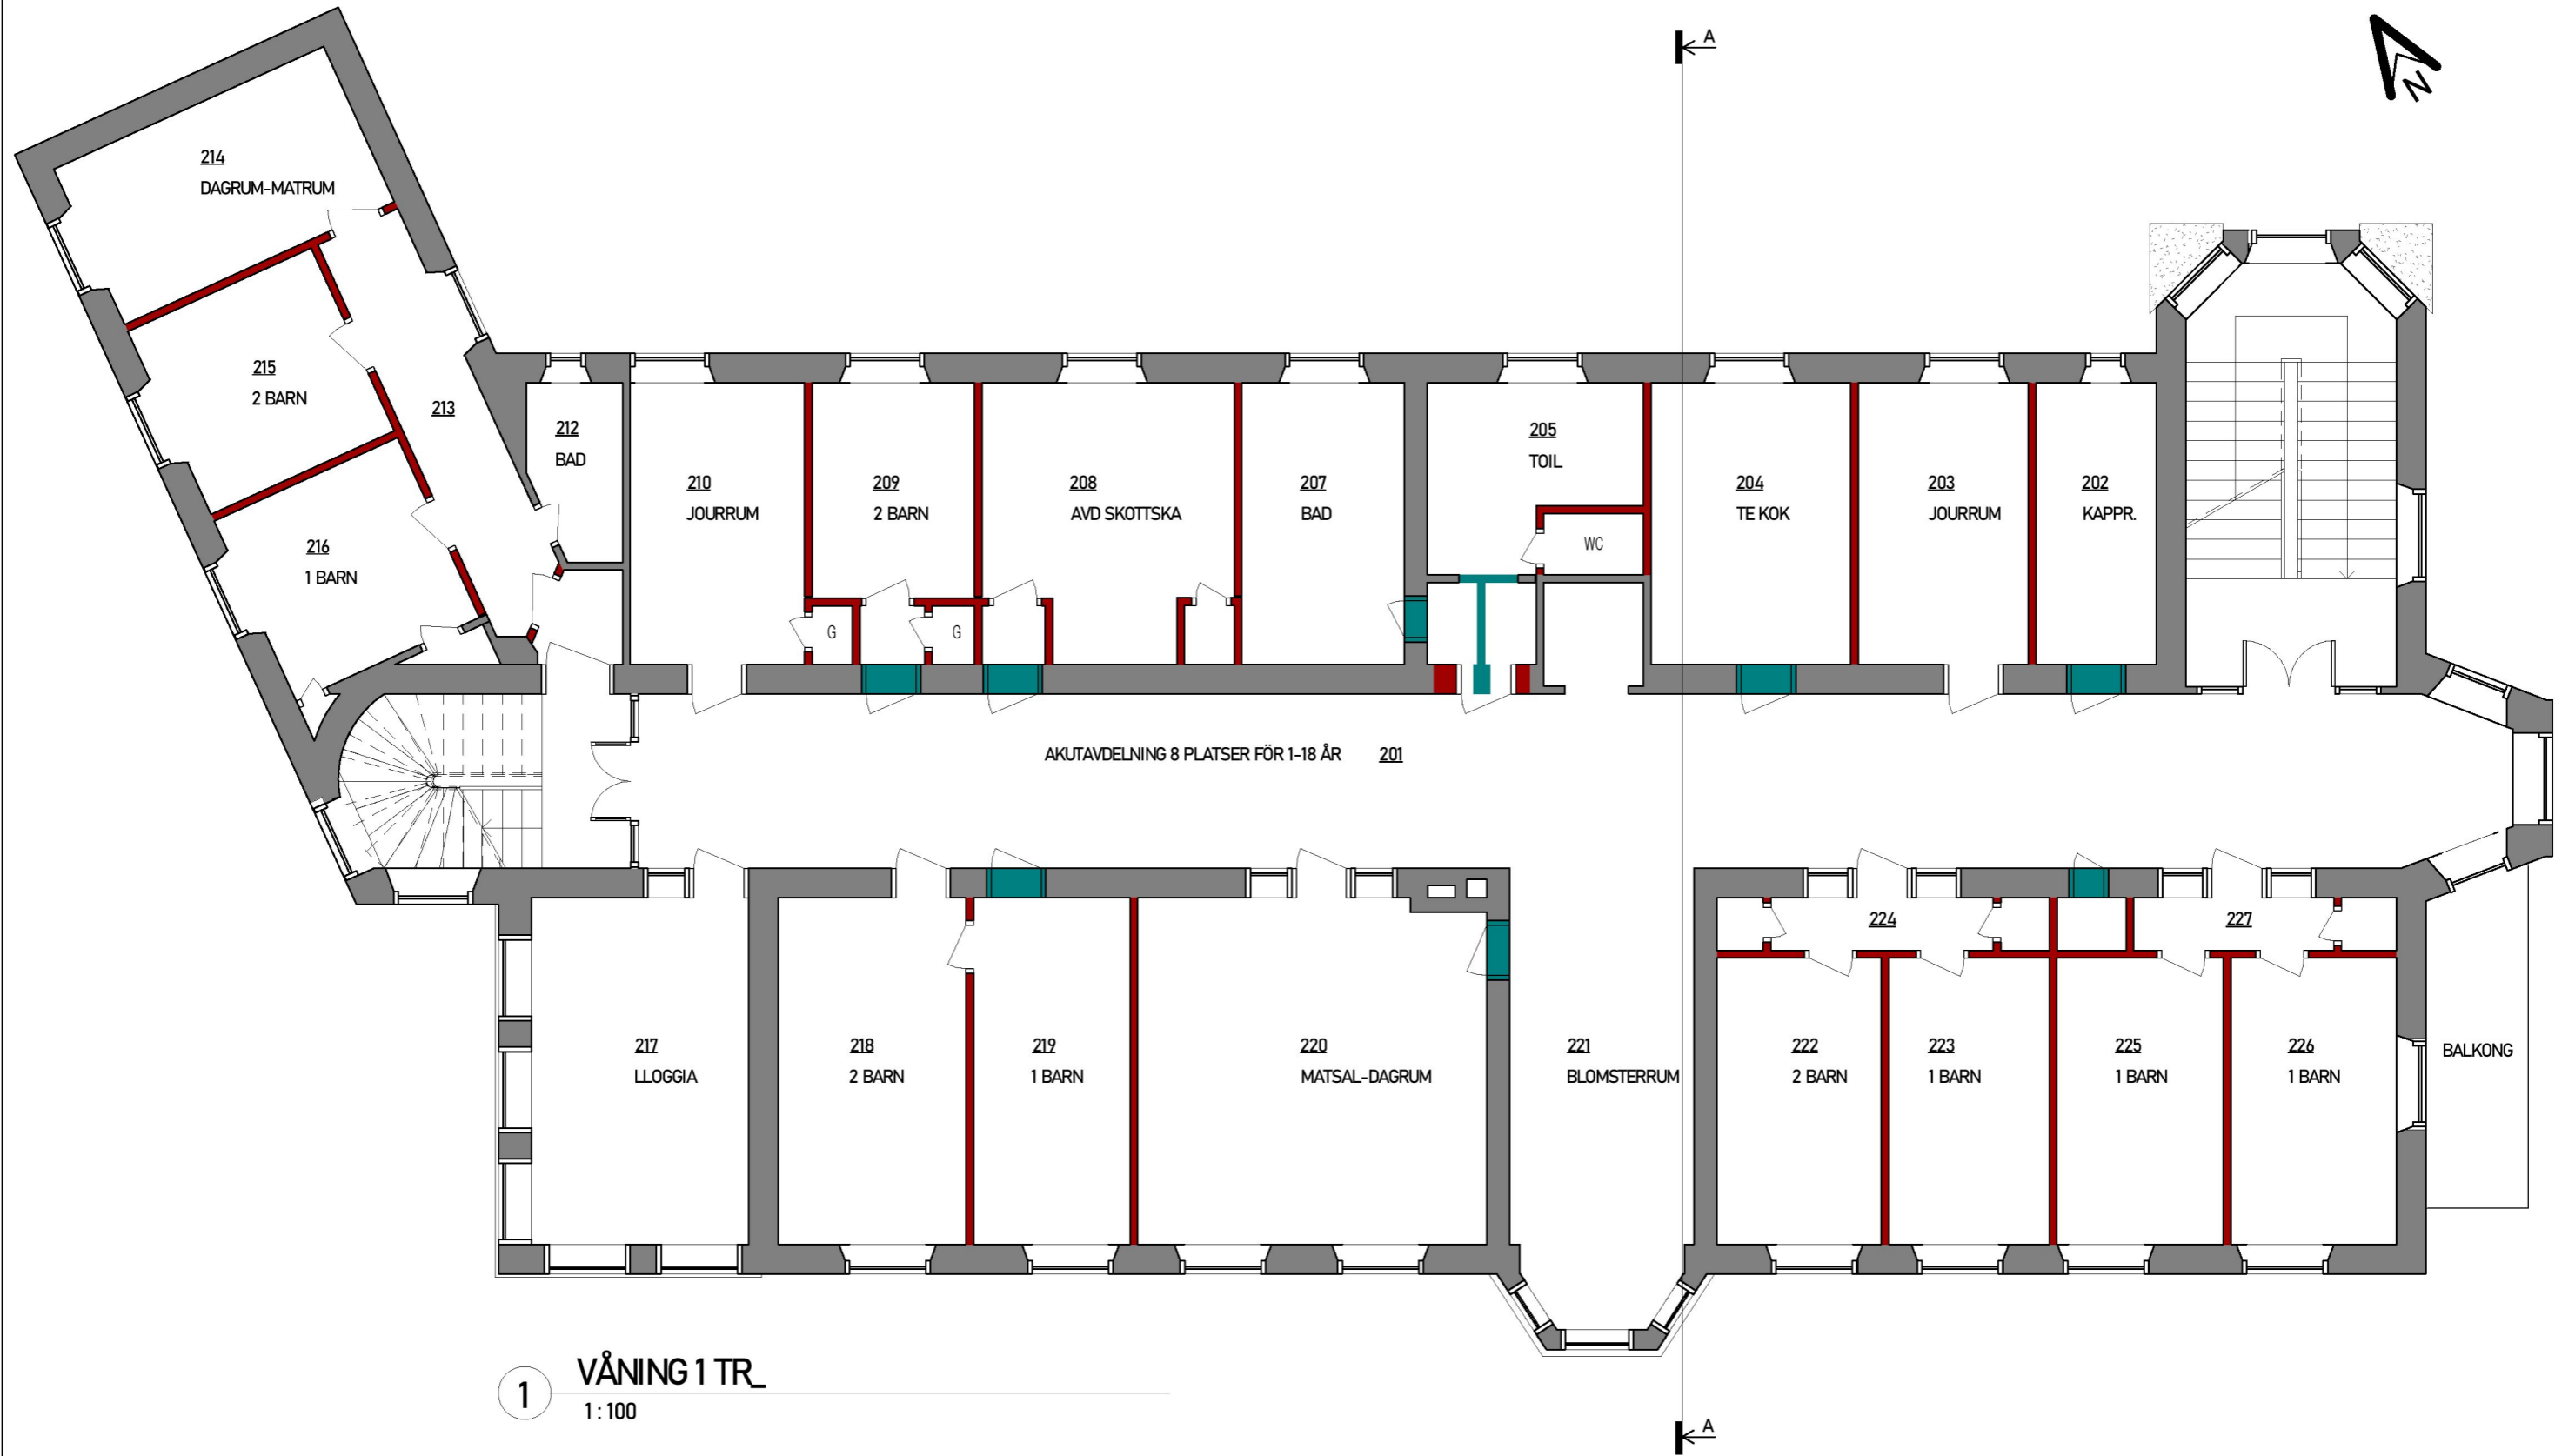 A
N
214
DAGRUM-MATRUM
215
2 BARN
213
216
1 BARN
212
BAD
210
JOURRUM
209
2 BARN
208
AVD SKOTTSKA
207
BAD
205
TOIL
WC
204
TE KOK
203
JOURRUM
202
KAPPR.
G
G
AKUTAVDELNING 8 PLATSER FÖR 1-18 ÅR 201
224
227
217
LLOGGIA
218
2 BARN
219
1 BARN
220
MATSAL-DAGRUM
221
BLOMSTERRUM
222
2 BARN
223
1 BARN
225
1 BARN
226
1 BARN
BALKONG
1 VÅNING 1 TR_
1 : 100
A